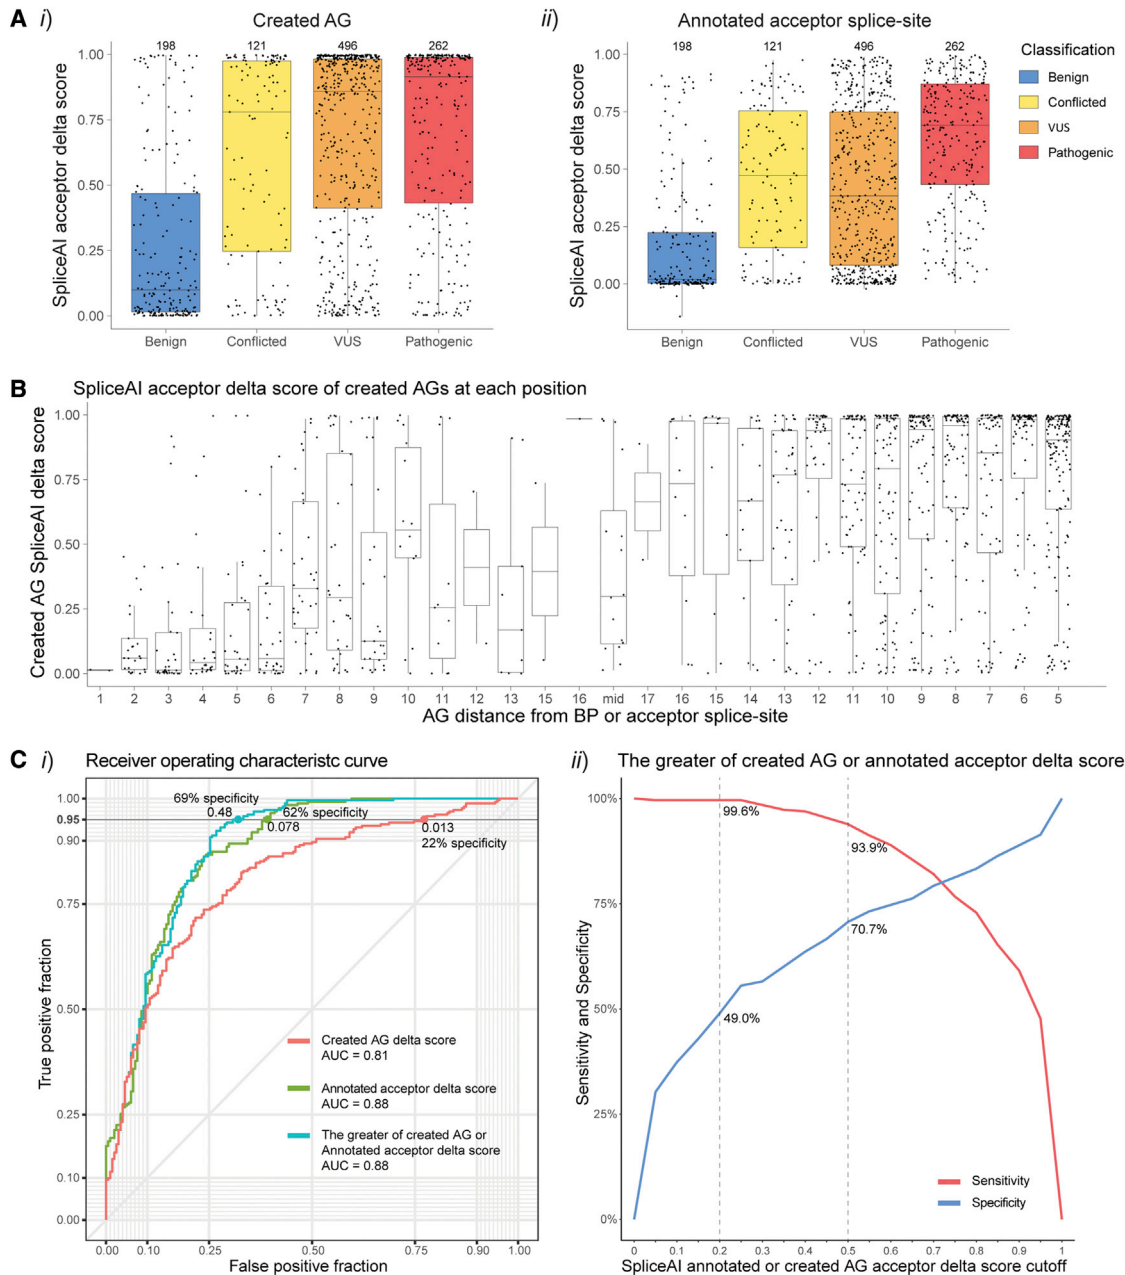 A i)
Created AG
198 121 496 262
SpliceAI acceptor delta score
1.00
0.75
0.50
0.25
0.00
Benign Conflicted VUS Pathogenic
ii)
Annotated acceptor splice-site
198 121 496 262
SpliceAI acceptor delta score
1.00
0.75
0.50
0.25
0.00
Benign Conflicted VUS Pathogenic
Classification
Benign
Conflicted
VUS
Pathogenic
B
SpliceAI acceptor delta score of created AGs at each position
Created AG SpliceAI delta score
1.00
0.75
0.50
0.25
0.00
1 2 3 4 5 6 7 8 9 10 11 12 13 15 16 mid 17 16 15 14 13 12 11 10 9 8 7 6 5
AG distance from BP or acceptor splice-site
C i)
Receiver operating characteristc curve
True positive fraction
1.00
0.95
0.90
0.75
0.50
0.25
0.10
0.00
69% specificity
0.48
62% specificity
0.078
0.013
22% specificity
Created AG delta score
AUC = 0.81
Annotated acceptor delta score
AUC = 0.88
The greater of created AG or
Annotated acceptor delta score
AUC = 0.88
0.00 0.10 0.25 0.50 0.75 0.90 1.00
False positive fraction
ii)
The greater of created AG or annotated acceptor delta score
Sensitivity and Specificity
100%
75%
50%
25%
0%
99.6%
93.9%
70.7%
49.0%
Sensitivity
Specificity
0 0.1 0.2 0.3 0.4 0.5 0.6 0.7 0.8 0.9 1
SpliceAI annotated or created AG acceptor delta score cutoff